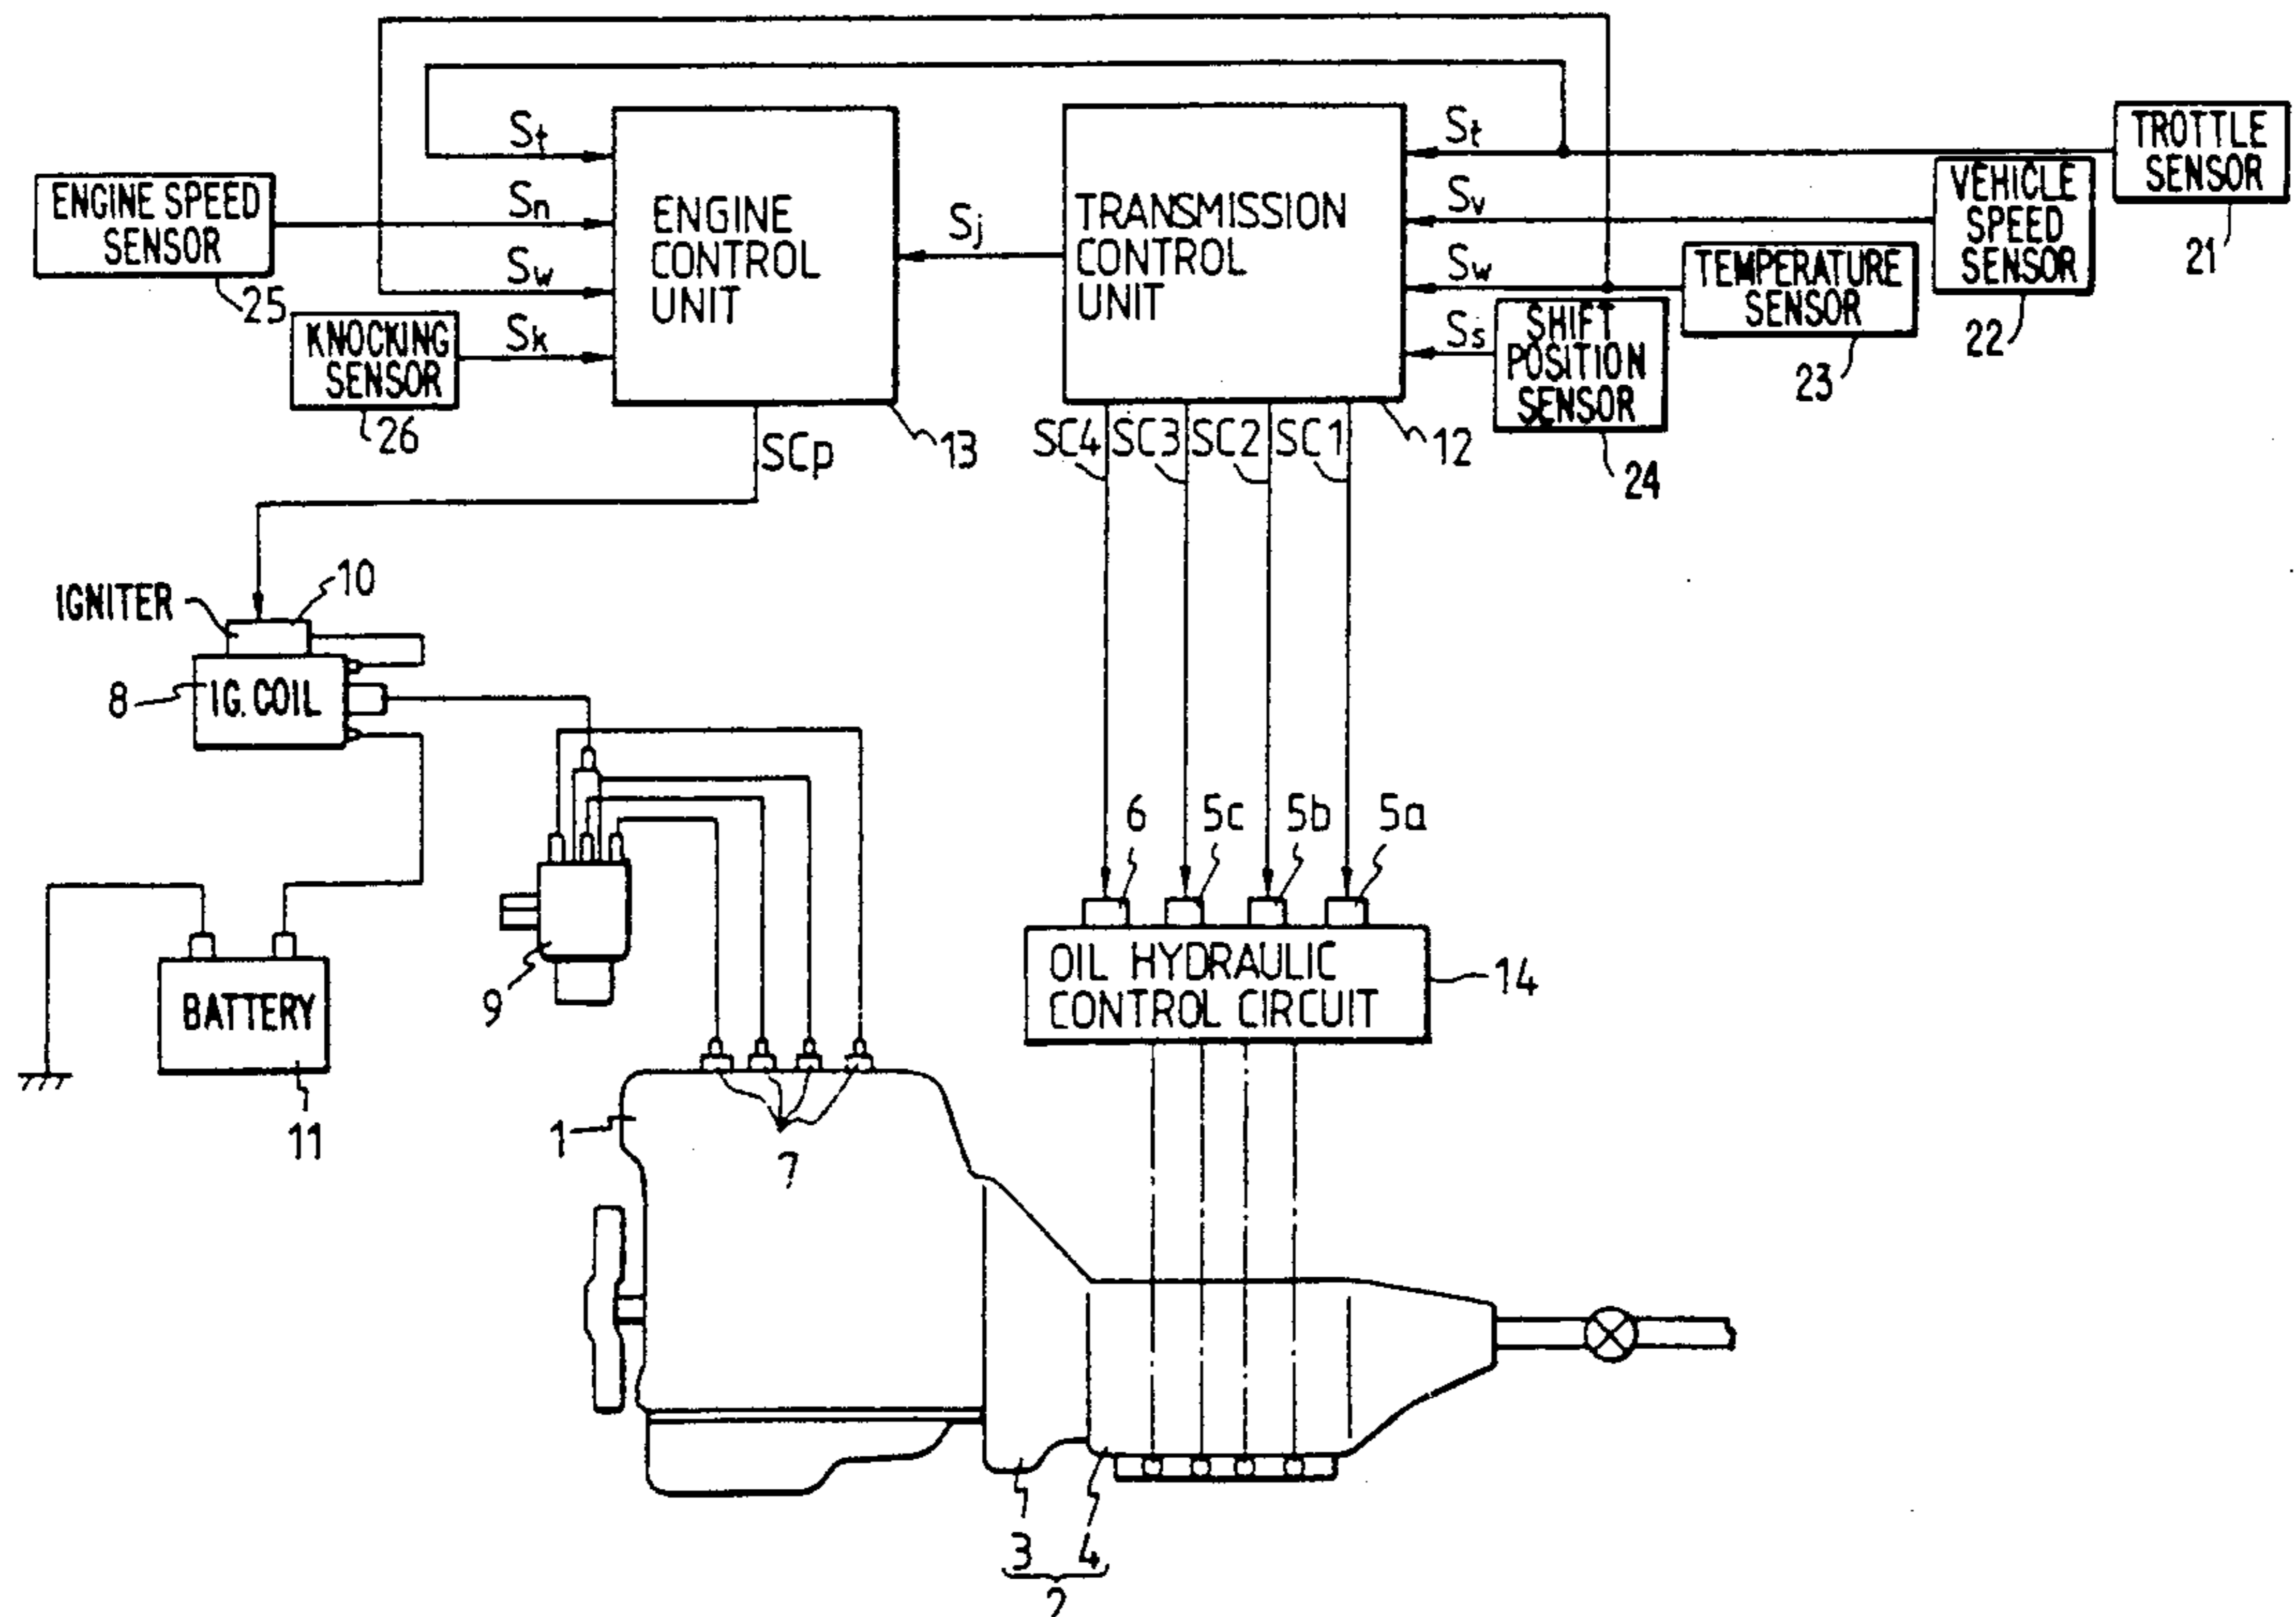 St
Sn
Sw
Sk
ENGINE SPEED
SENSOR
25
KNOCKING
SENSOR
26
ENGINE
CONTROL
UNIT
13
SCp
Sj
TRANSMISSION
CONTROL
UNIT
12
St
Sv
Sw
Ss
TROTTLE
SENSOR
21
VEHICLE
SPEED
SENSOR
22
TEMPERATURE
SENSOR
23
SHIFT
POSITION
SENSOR
24
SC4 SC3 SC2 SC1
IGNITER
10
8
IG. COIL
6 5c 5b 5a
9
BATTERY
11
OIL HYDRAULIC
CONTROL CIRCUIT
14
1
7
3 4
2